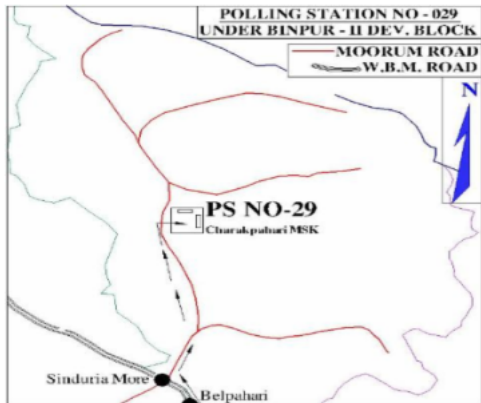 POLLING STATION NO - 029
UNDER BINPUR - II DEV. BLOCK
MOORUM ROAD
W.B.M. ROAD
N
PS NO-29
Charakpahari MSK
Sinduria More
Belpahari